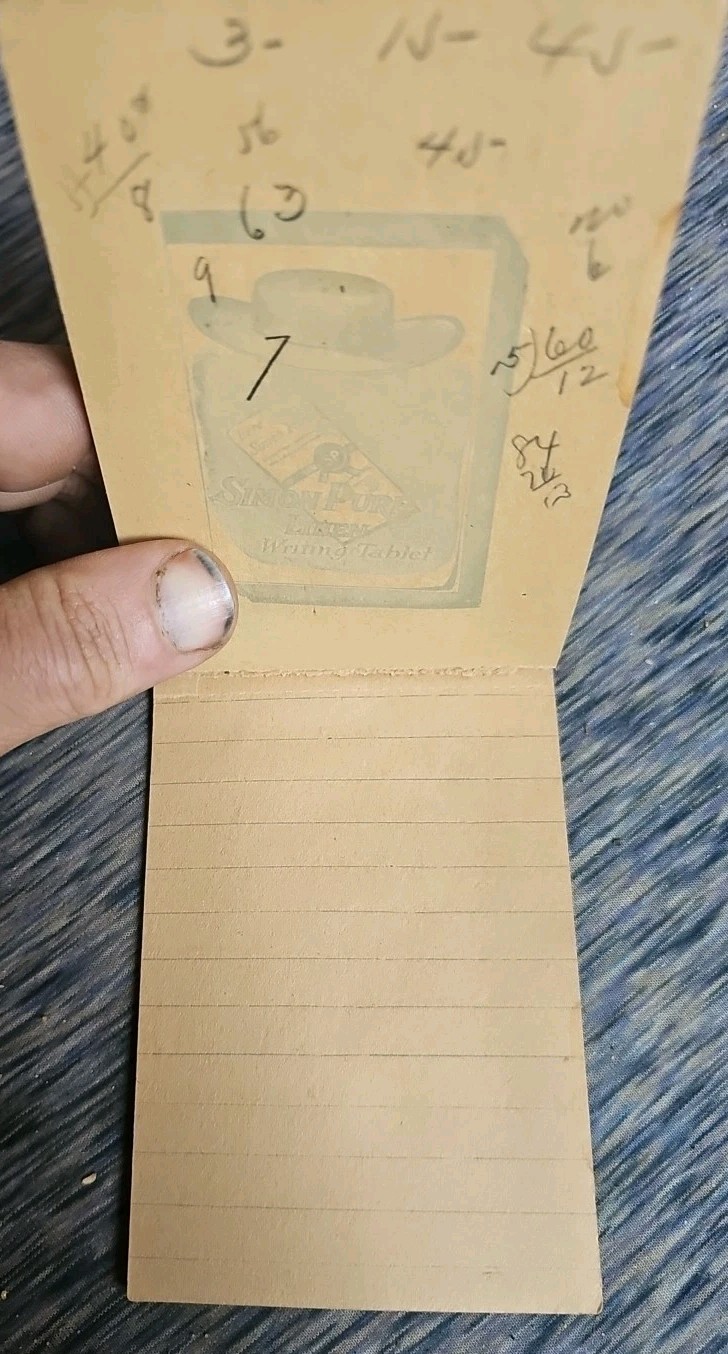 3- 15- 45-
40
8
56
45-
63
9
6
7
5)60
12
84
SIMON PURE
LINEN
Writing Tablet